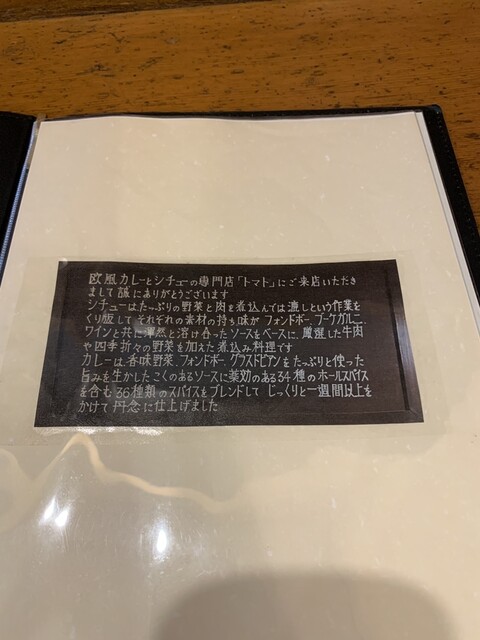 欧風カレーとシチューの専門店「トマト」にご来店いただき
まして誠にありがとうございます
シチューはたっぷりの野菜と肉を煮込んでは漉しという作業を
くり返して それぞれの素材の持ち味が フォンドボー ブーケガルニ、
ワインと共に渾然と溶け合ったソースをベースに、厳選した牛肉
や四季折々の野菜を加えた煮込み料理です
カレーは、香味野菜、フォンドボー、グラスドビアンをたっぷりと使った
旨みを生かしたこくのあるソースに薬効のある34種のホールスパイス
を含む36種類のスパイスをブレンドして じっくりと一週間以上を
かけて丹念に仕上げました